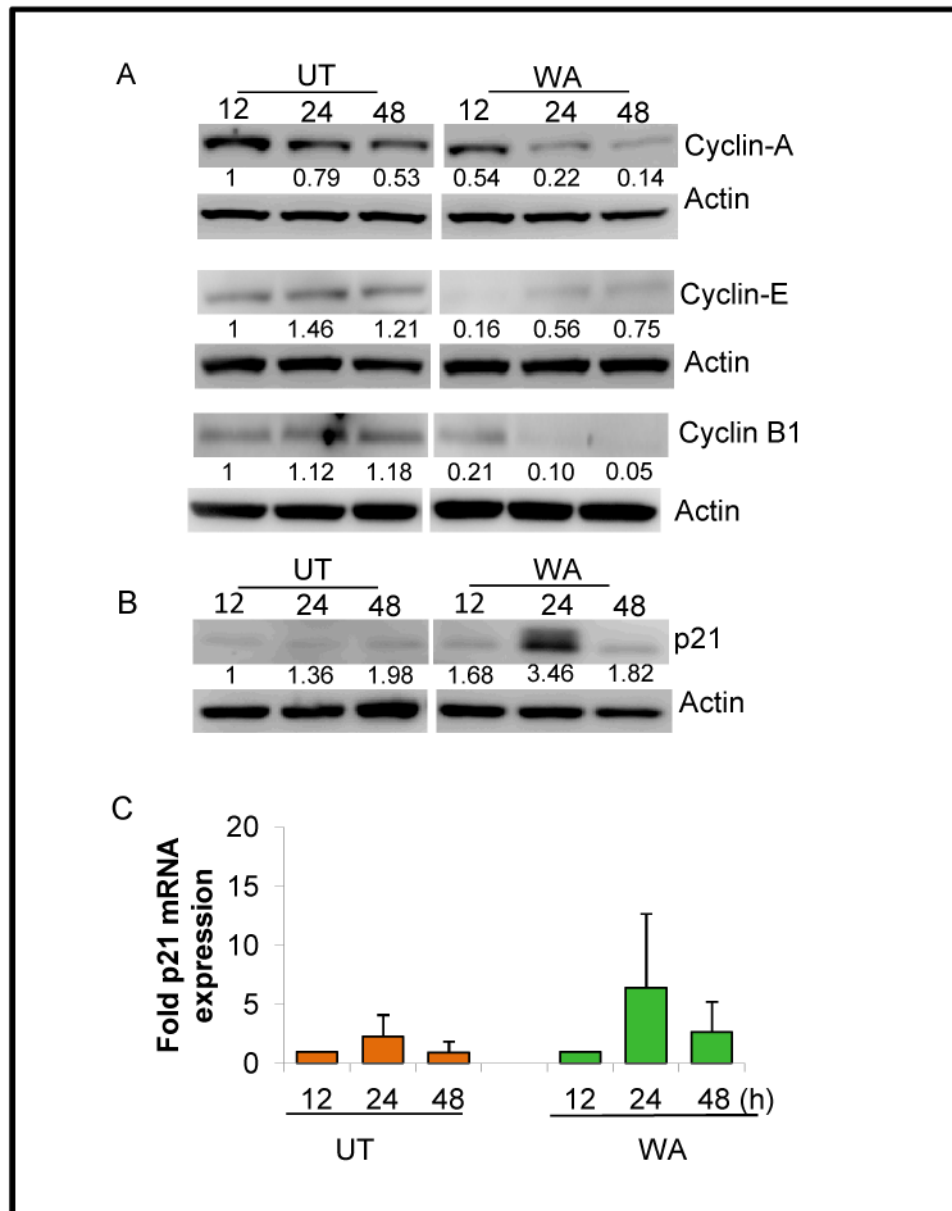 A
UT WA
12 24 48 12 24 48
Cyclin-A
1 0.79 0.53 0.54 0.22 0.14
Actin
Cyclin-E
1 1.46 1.21 0.16 0.56 0.75
Actin
Cyclin B1
1 1.12 1.18 0.21 0.10 0.05
Actin
B
UT WA
12 24 48 12 24 48
p21
1 1.36 1.98 1.68 3.46 1.82
Actin
C
Fold p21 mRNA
expression
20
15
10
5
0
12 24 48 12 24 48 (h)
UT WA